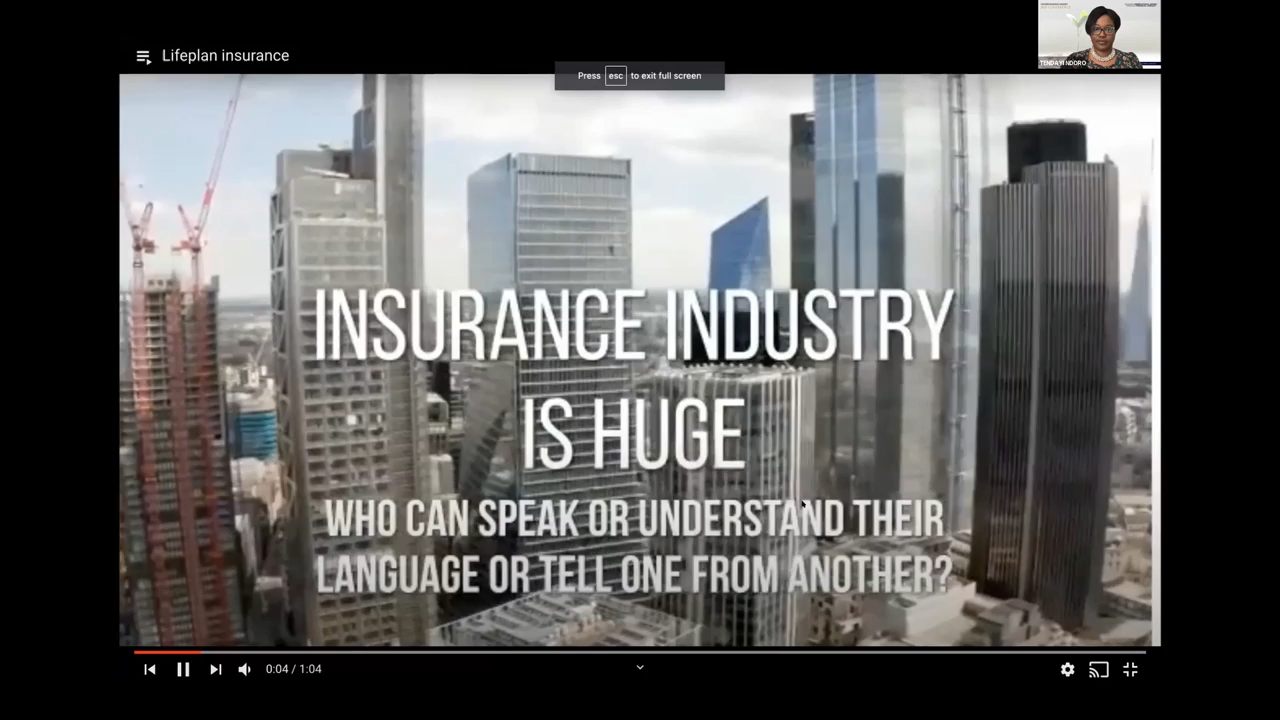 Lifeplan insurance
Press esc to exit full screen
TENDAYI NDORO
INSURANCE INDUSTRY
IS HUGE
WHO CAN SPEAK OR UNDERSTAND THEIR
LANGUAGE OR TELL ONE FROM ANOTHER?
0:04 / 1:04